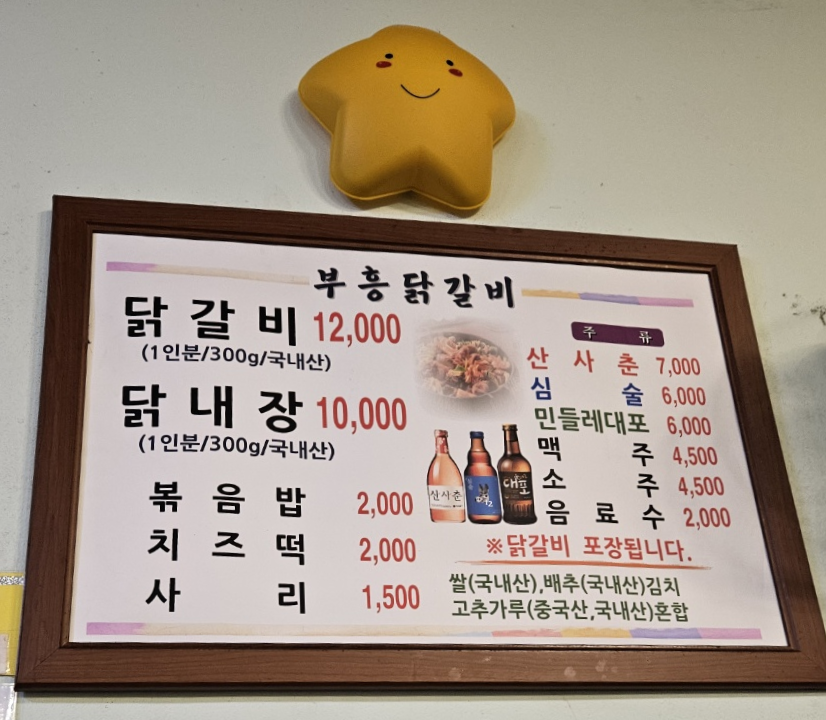 부흥닭갈비
닭갈비 12,000
(1인분/300g/국내산)
닭내장 10,000
(1인분/300g/국내산)
볶음밥 2,000
치즈떡 2,000
사리 1,500
주류
산사춘 7,000
심술 6,000
민들레대포 6,000
맥주 4,500
소주 4,500
음료수 2,000
산사춘
대포
※닭갈비 포장됩니다.
쌀(국내산),배추(국내산)김치
고추가루(중국산,국내산)혼합